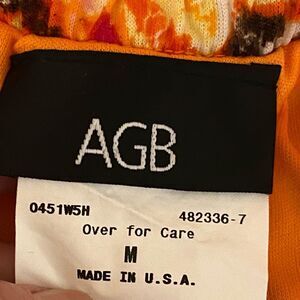 AGB
0451W5H 482336-7
Over for Care
M
MADE IN U.S.A.